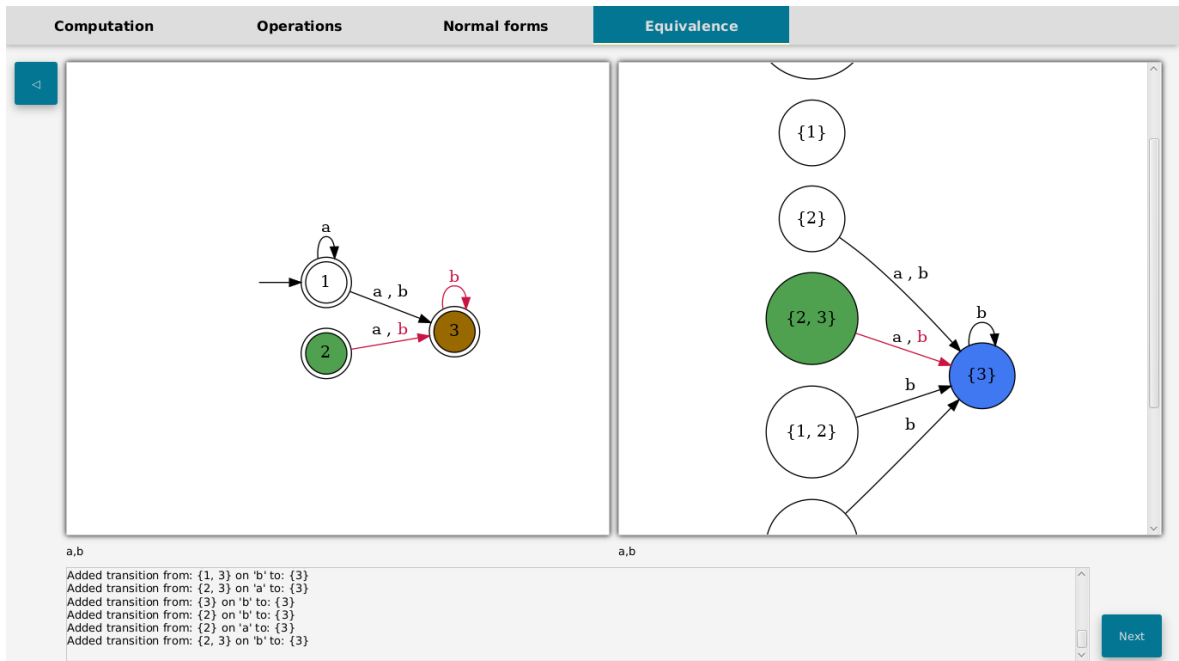 Computation Operations Normal forms Equivalence
◁
a
1
a , b
b
3
a , b
2
{1}
{2}
a , b
{2, 3}
a , b
b
{3}
b
{1, 2}
b
a,b
a,b
Added transition from: {1, 3} on 'b' to: {3}
Added transition from: {2, 3} on 'a' to: {3}
Added transition from: {3} on 'b' to: {3}
Added transition from: {2} on 'b' to: {3}
Added transition from: {2} on 'a' to: {3}
Added transition from: {2, 3} on 'b' to: {3}
Next